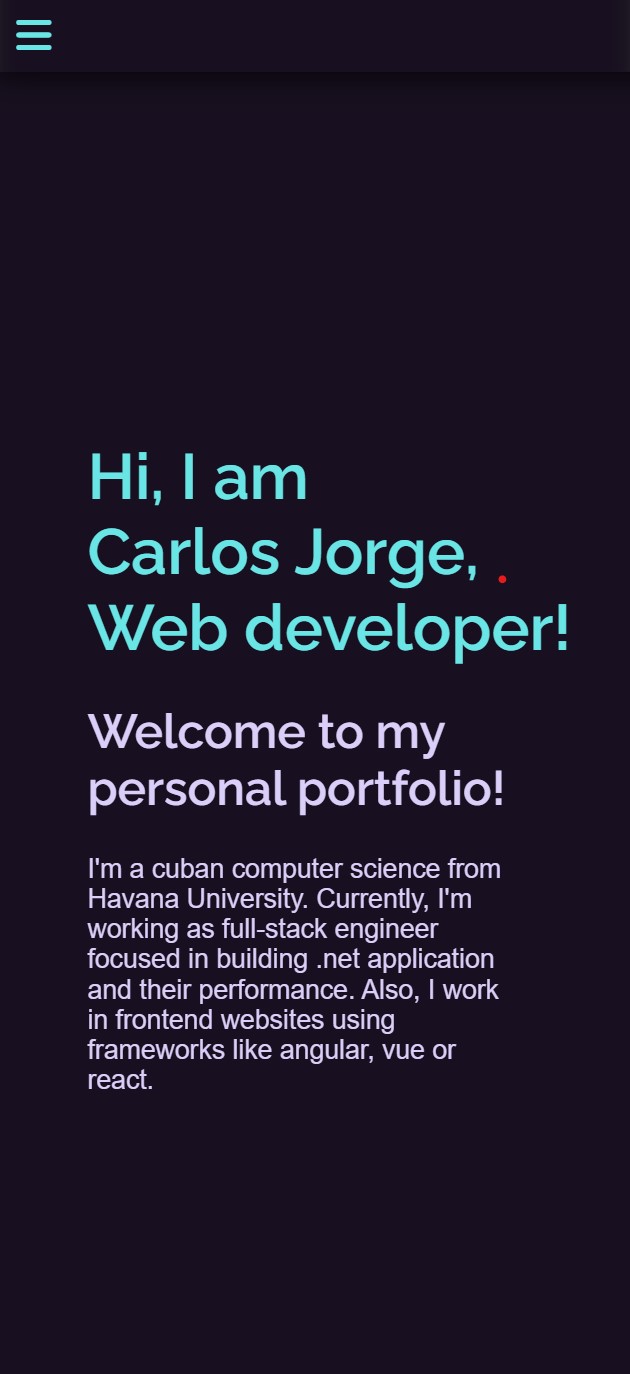 Hi, I am
Carlos Jorge, .
Web developer!
Welcome to my
personal portfolio!
I'm a cuban computer science from
Havana University. Currently, I'm
working as full-stack engineer
focused in building .net application
and their performance. Also, I work
in frontend websites using
frameworks like angular, vue or
react.